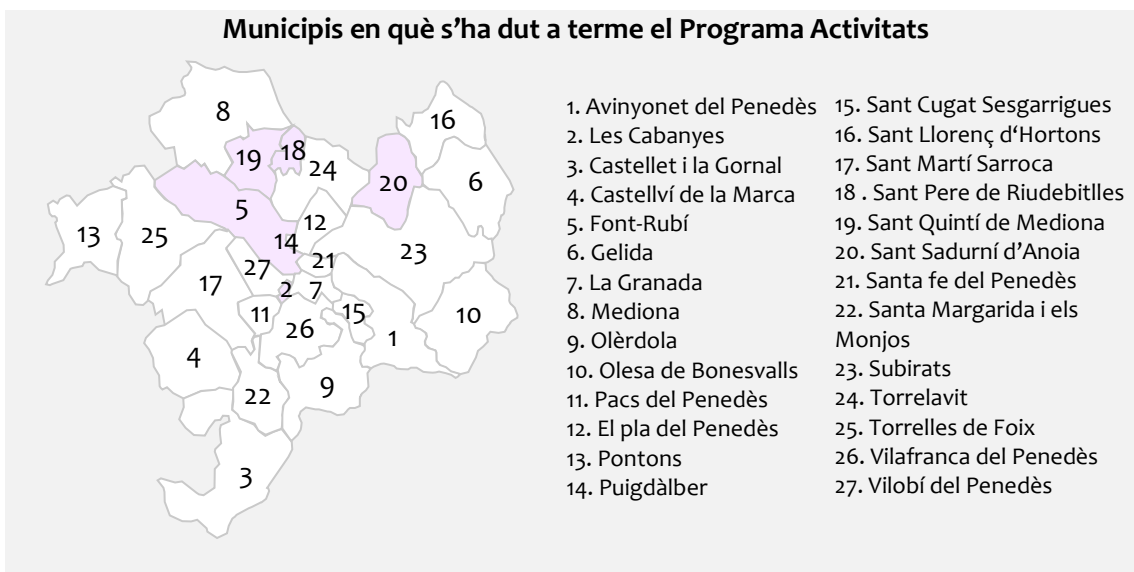 Municipis en què s’ha dut a terme el Programa Activitats
8
16
18
19
24
20
6
5
12
13
25
14
23
21
27
17
2
7
15
10
11
26
1
4
9
22
3
1. Avinyonet del Penedès
2. Les Cabanyes
3. Castellet i la Gornal
4. Castellví de la Marca
5. Font-Rubí
6. Gelida
7. La Granada
8. Mediona
9. Olèrdola
10. Olesa de Bonesvalls
11. Pacs del Penedès
12. El pla del Penedès
13. Pontons
14. Puigdàlber
15. Sant Cugat Sesgarrigues
16. Sant Llorenç d‘Hortons
17. Sant Martí Sarroca
18 . Sant Pere de Riudebitlles
19. Sant Quintí de Mediona
20. Sant Sadurní d’Anoia
21. Santa fe del Penedès
22. Santa Margarida i els
Monjos
23. Subirats
24. Torrelavit
25. Torrelles de Foix
26. Vilafranca del Penedès
27. Vilobí del Penedès